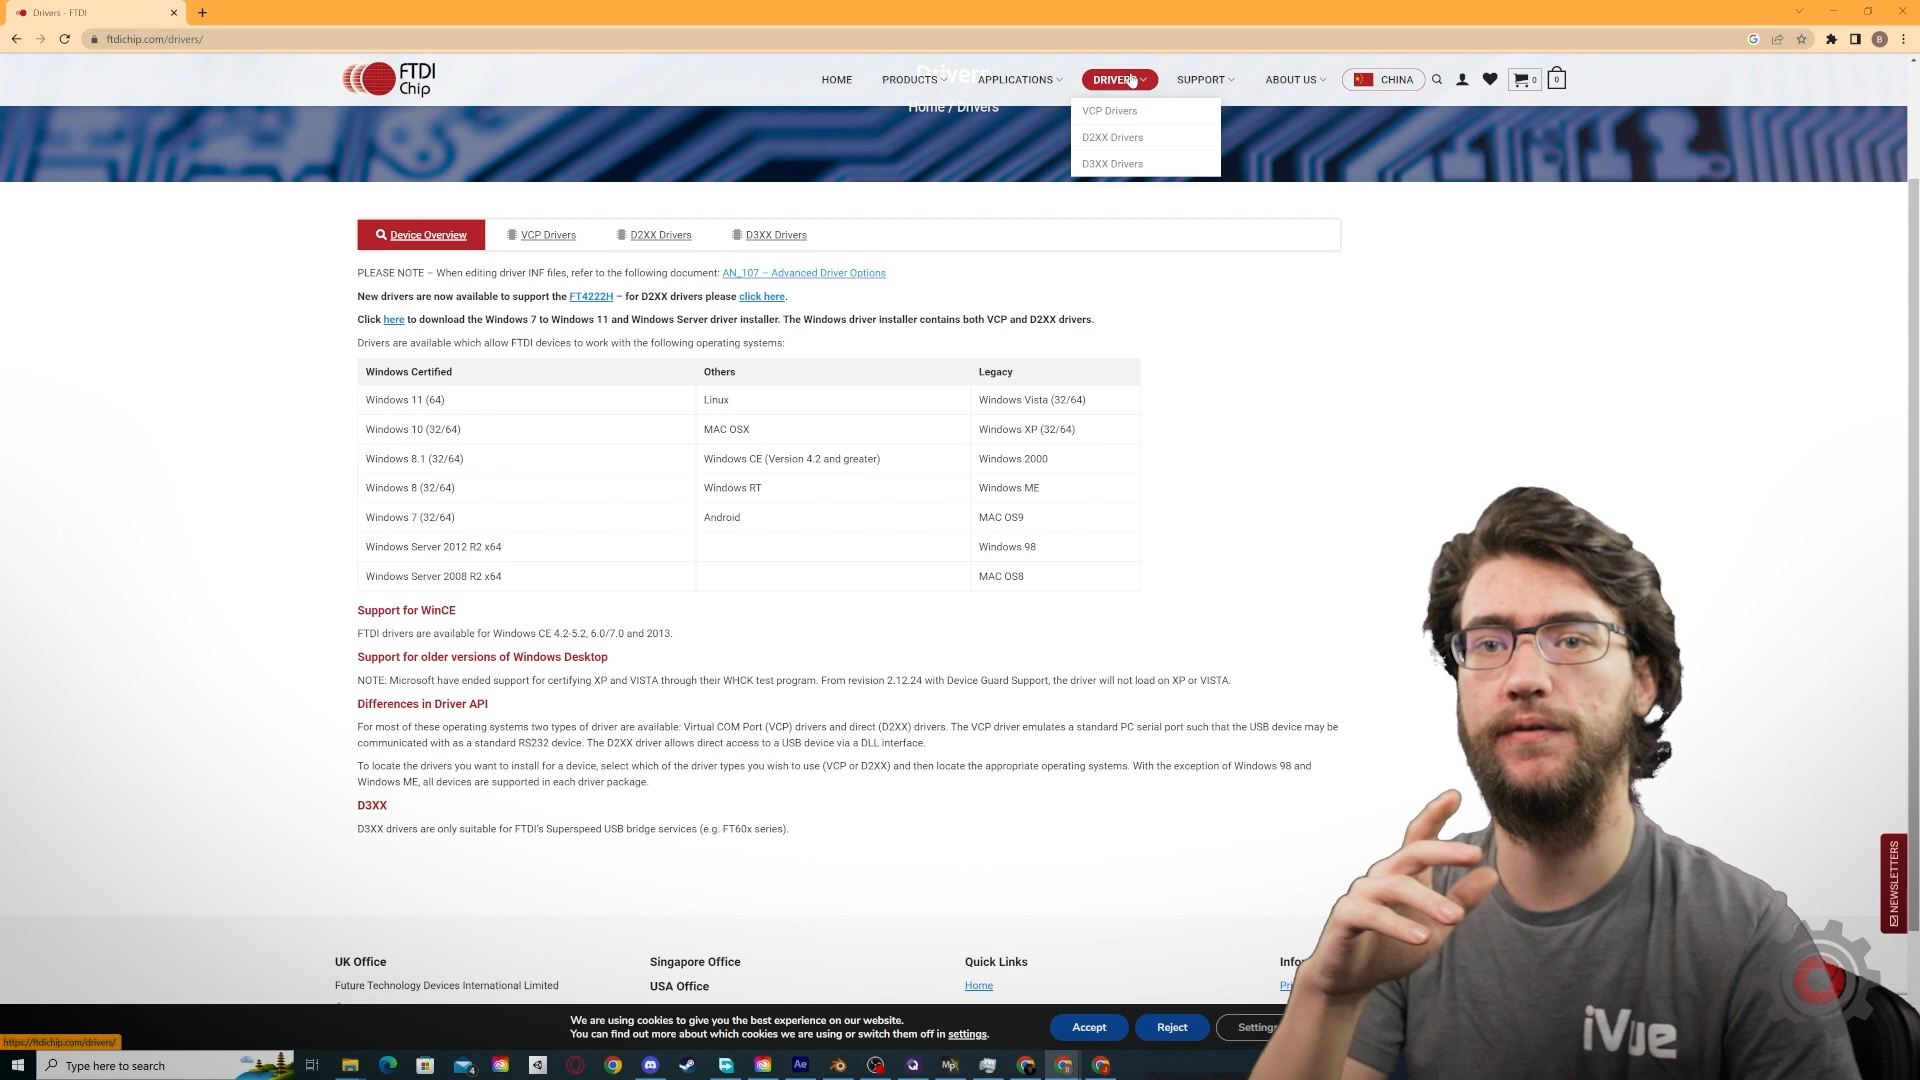 Drivers - FTDI
ftdichip.com/drivers/
B
FTDI
Chip
HOME
PRODUCTS
APPLICATIONS
DRIVERS
SUPPORT
ABOUT US
CHINA
0
0
Drivers
Home / Drivers
VCP Drivers
D2XX Drivers
D3XX Drivers
Device Overview
VCP Drivers
D2XX Drivers
D3XX Drivers
PLEASE NOTE – When editing driver INF files, refer to the following document: AN_107 – Advanced Driver Options
New drivers are now available to support the FT4222H – for D2XX drivers please click here.
Click here to download the Windows 7 to Windows 11 and Windows Server driver installer. The Windows driver installer contains both VCP and D2XX drivers.
Drivers are available which allow FTDI devices to work with the following operating systems:
Windows Certified Others Legacy
Windows 11 (64) Linux Windows Vista (32/64)
Windows 10 (32/64) MAC OSX Windows XP (32/64)
Windows 8.1 (32/64) Windows CE (Version 4.2 and greater) Windows 2000
Windows 8 (32/64) Windows RT Windows ME
Windows 7 (32/64) Android MAC OS9
Windows Server 2012 R2 x64 Windows 98
Windows Server 2008 R2 x64 MAC OS8
Support for WinCE
FTDI drivers are available for Windows CE 4.2-5.2, 6.0/7.0 and 2013.
Support for older versions of Windows Desktop
NOTE: Microsoft have ended support for certifying XP and VISTA through their WHCK test program. From revision 2.12.24 with Device Guard Support, the driver will not load on XP or VISTA.
Differences in Driver API
For most of these operating systems two types of driver are available: Virtual COM Port (VCP) drivers and direct (D2XX) drivers. The VCP driver emulates a standard PC serial port such that the USB device may be
communicated with as a standard RS232 device. The D2XX driver allows direct access to a USB device via a DLL interface.
To locate the drivers you want to install for a device, select which of the driver types you wish to use (VCP or D2XX) and then locate the appropriate operating systems. With the exception of Windows 98 and
Windows ME, all devices are supported in each driver package.
D3XX
D3XX drivers are only suitable for FTDI's Superspeed USB bridge services (e.g. FT60x series).
NEWSLETTERS
UK Office
Future Technology Devices International Limited
Singapore Office
USA Office
Quick Links
Home
Infor
Pri
We are using cookies to give you the best experience on our website.
You can find out more about which cookies we are using or switch them off in settings.
Accept
Reject
Settings
iVue
https://ftdichip.com/drivers/
Type here to search
4
Ae